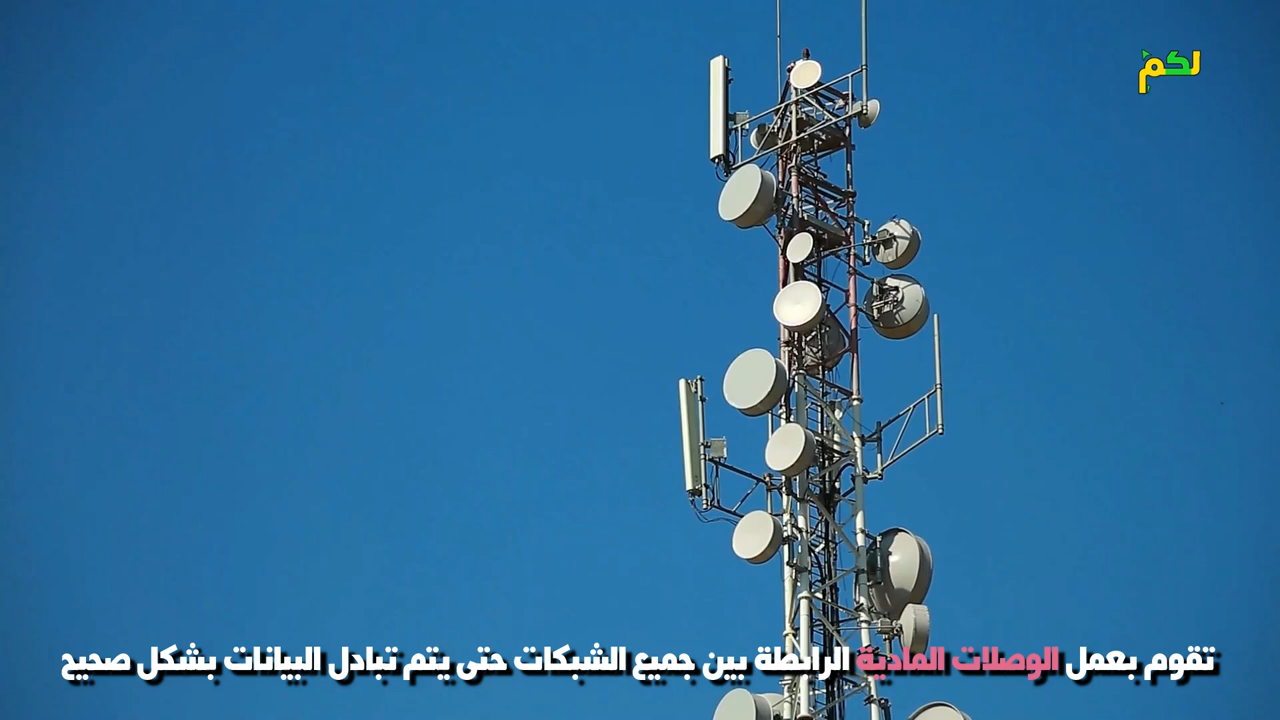 لكم
تقوم بعمل الوصلات المادية الرابطة بين جميع الشبكات حتى يتم تبادل البيانات بشكل صحيح